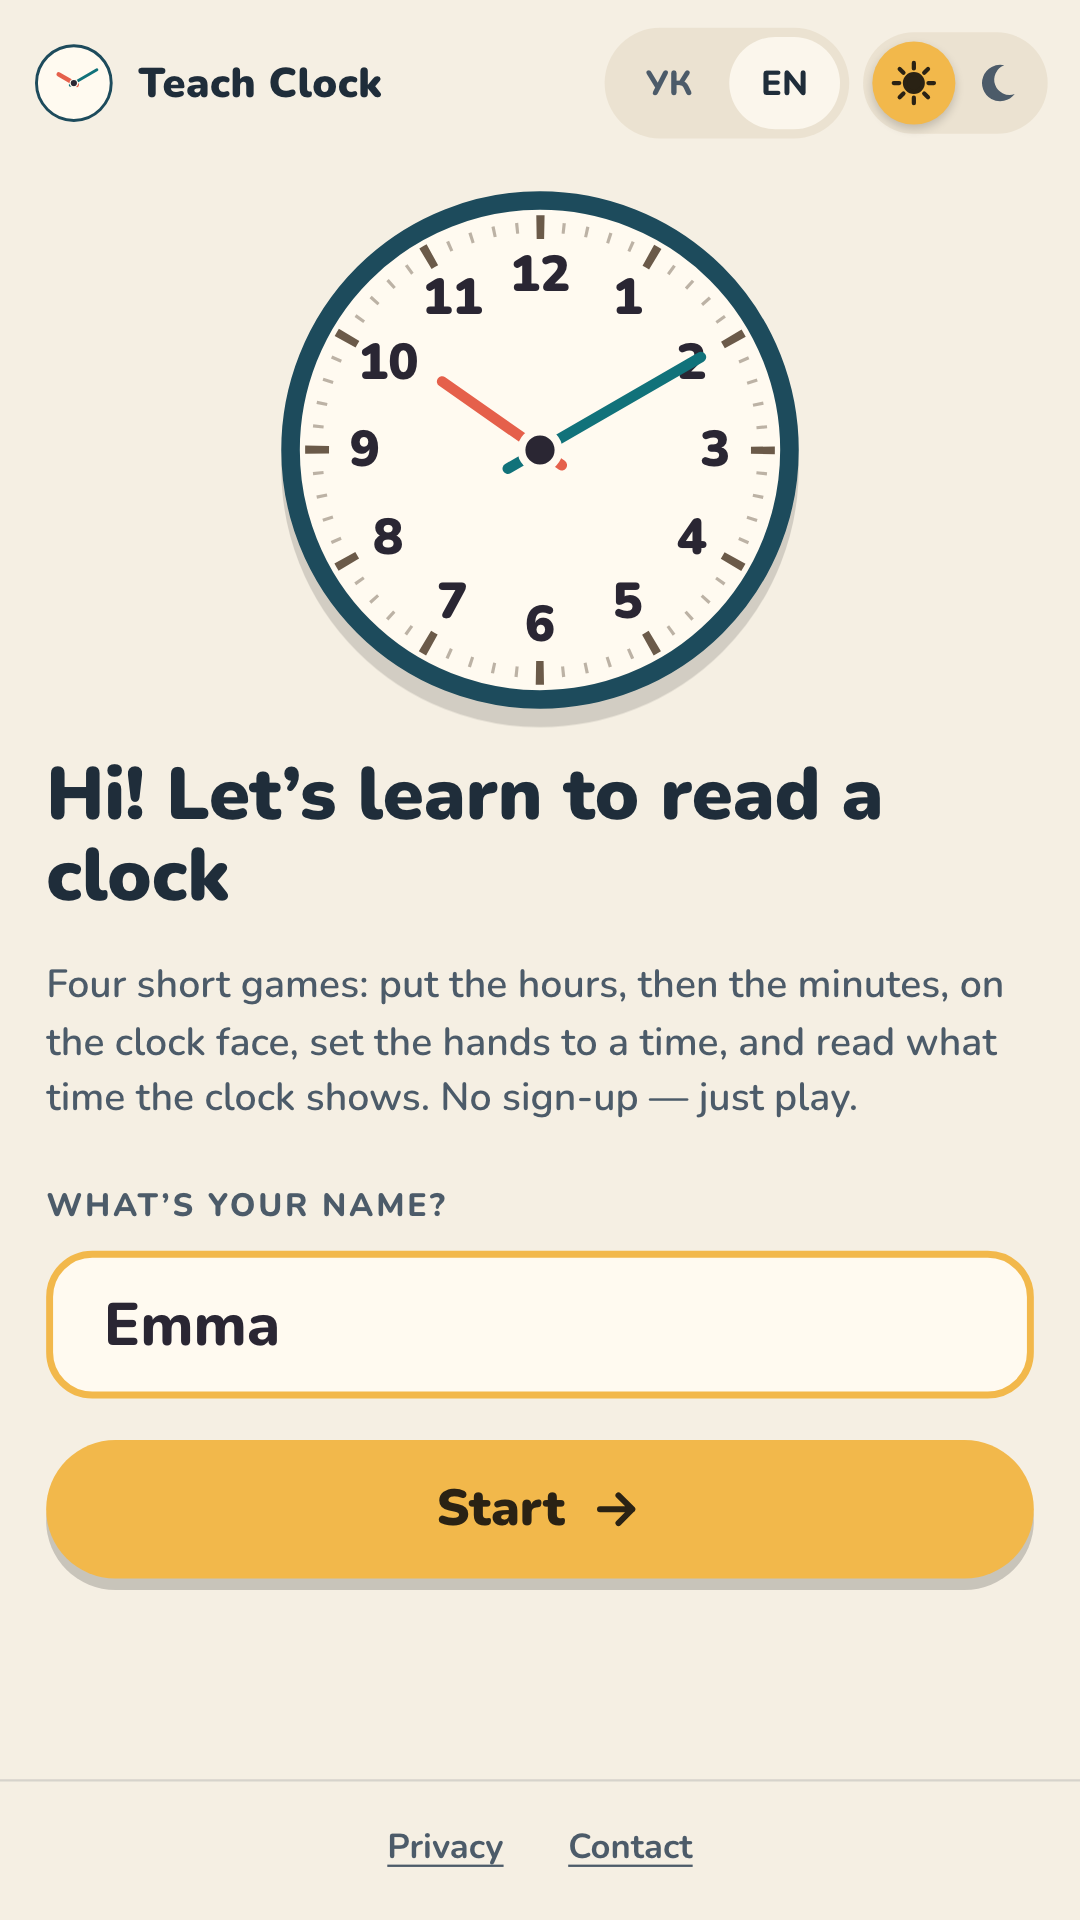 Teach Clock
УК EN
12
11 1
10 2
9 3
8 4
7 5
6
Hi! Let’s learn to read a
clock
Four short games: put the hours, then the minutes, on
the clock face, set the hands to a time, and read what
time the clock shows. No sign-up — just play.
WHAT’S YOUR NAME?
Emma
Start →
Privacy Contact